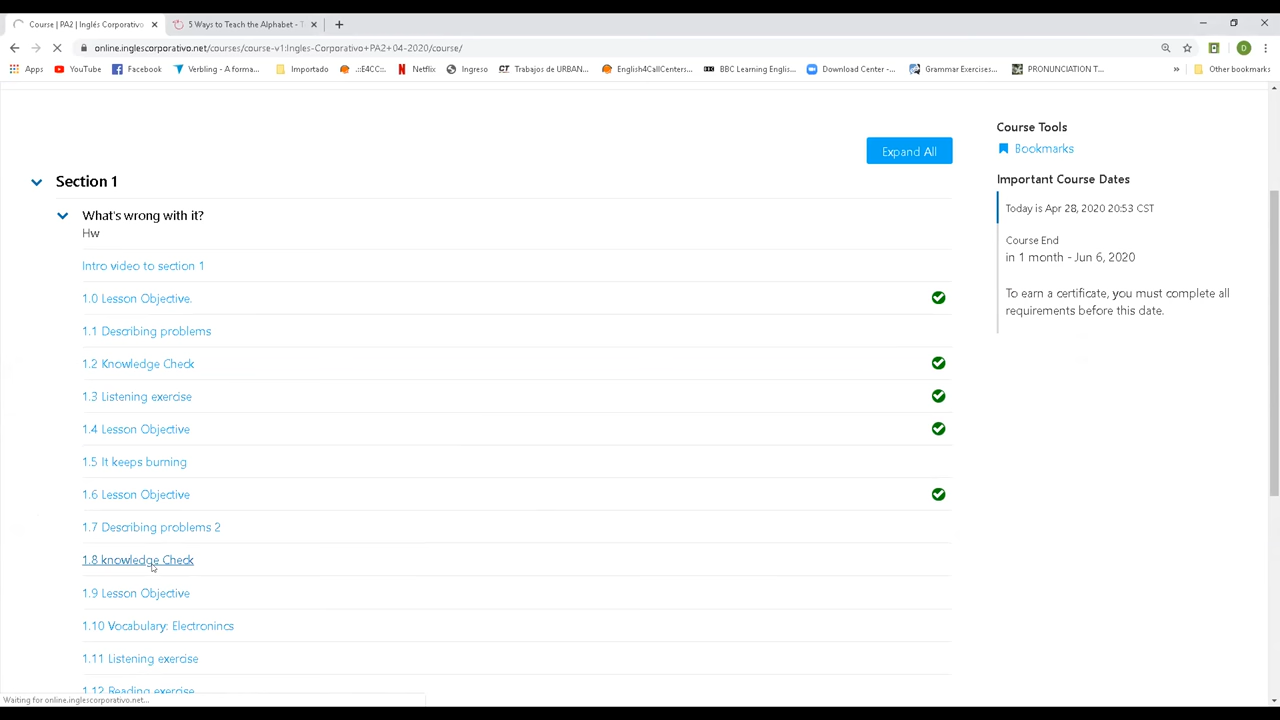 Course | PA2 | Inglés Corporativo
5 Ways to Teach the Alphabet - T
online.inglescorporativo.net/courses/course-v1:Ingles-Corporativo+PA2+04-2020/course/
D
Apps
YouTube
Facebook
Verbling - A forma...
Importado
.::E4CC::.
Netflix
Ingreso
CT Trabajos de URBAN...
English4CallCenters...
BBC Learning Englis...
Download Center -...
Grammar Exercises...
PRONUNCIATION T...
»
Other bookmarks
Expand All
Section 1
What's wrong with it?
Hw
Intro video to section 1
1.0 Lesson Objective.
1.1 Describing problems
1.2 Knowledge Check
1.3 Listening exercise
1.4 Lesson Objective
1.5 It keeps burning
1.6 Lesson Objective
1.7 Describing problems 2
1.8 knowledge Check
1.9 Lesson Objective
1.10 Vocabulary: Electronincs
1.11 Listening exercise
1.12 Reading exercise
Course Tools
Bookmarks
Important Course Dates
Today is Apr 28, 2020 20:53 CST
Course End
in 1 month - Jun 6, 2020
To earn a certificate, you must complete all
requirements before this date.
Waiting for online.inglescorporativo.net...